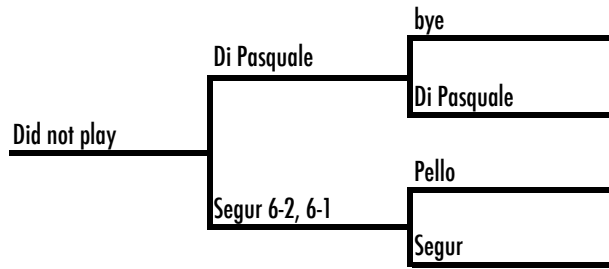 bye
Di Pasquale
Di Pasquale
Did not play
Pello
Segur 6-2, 6-1
Segur